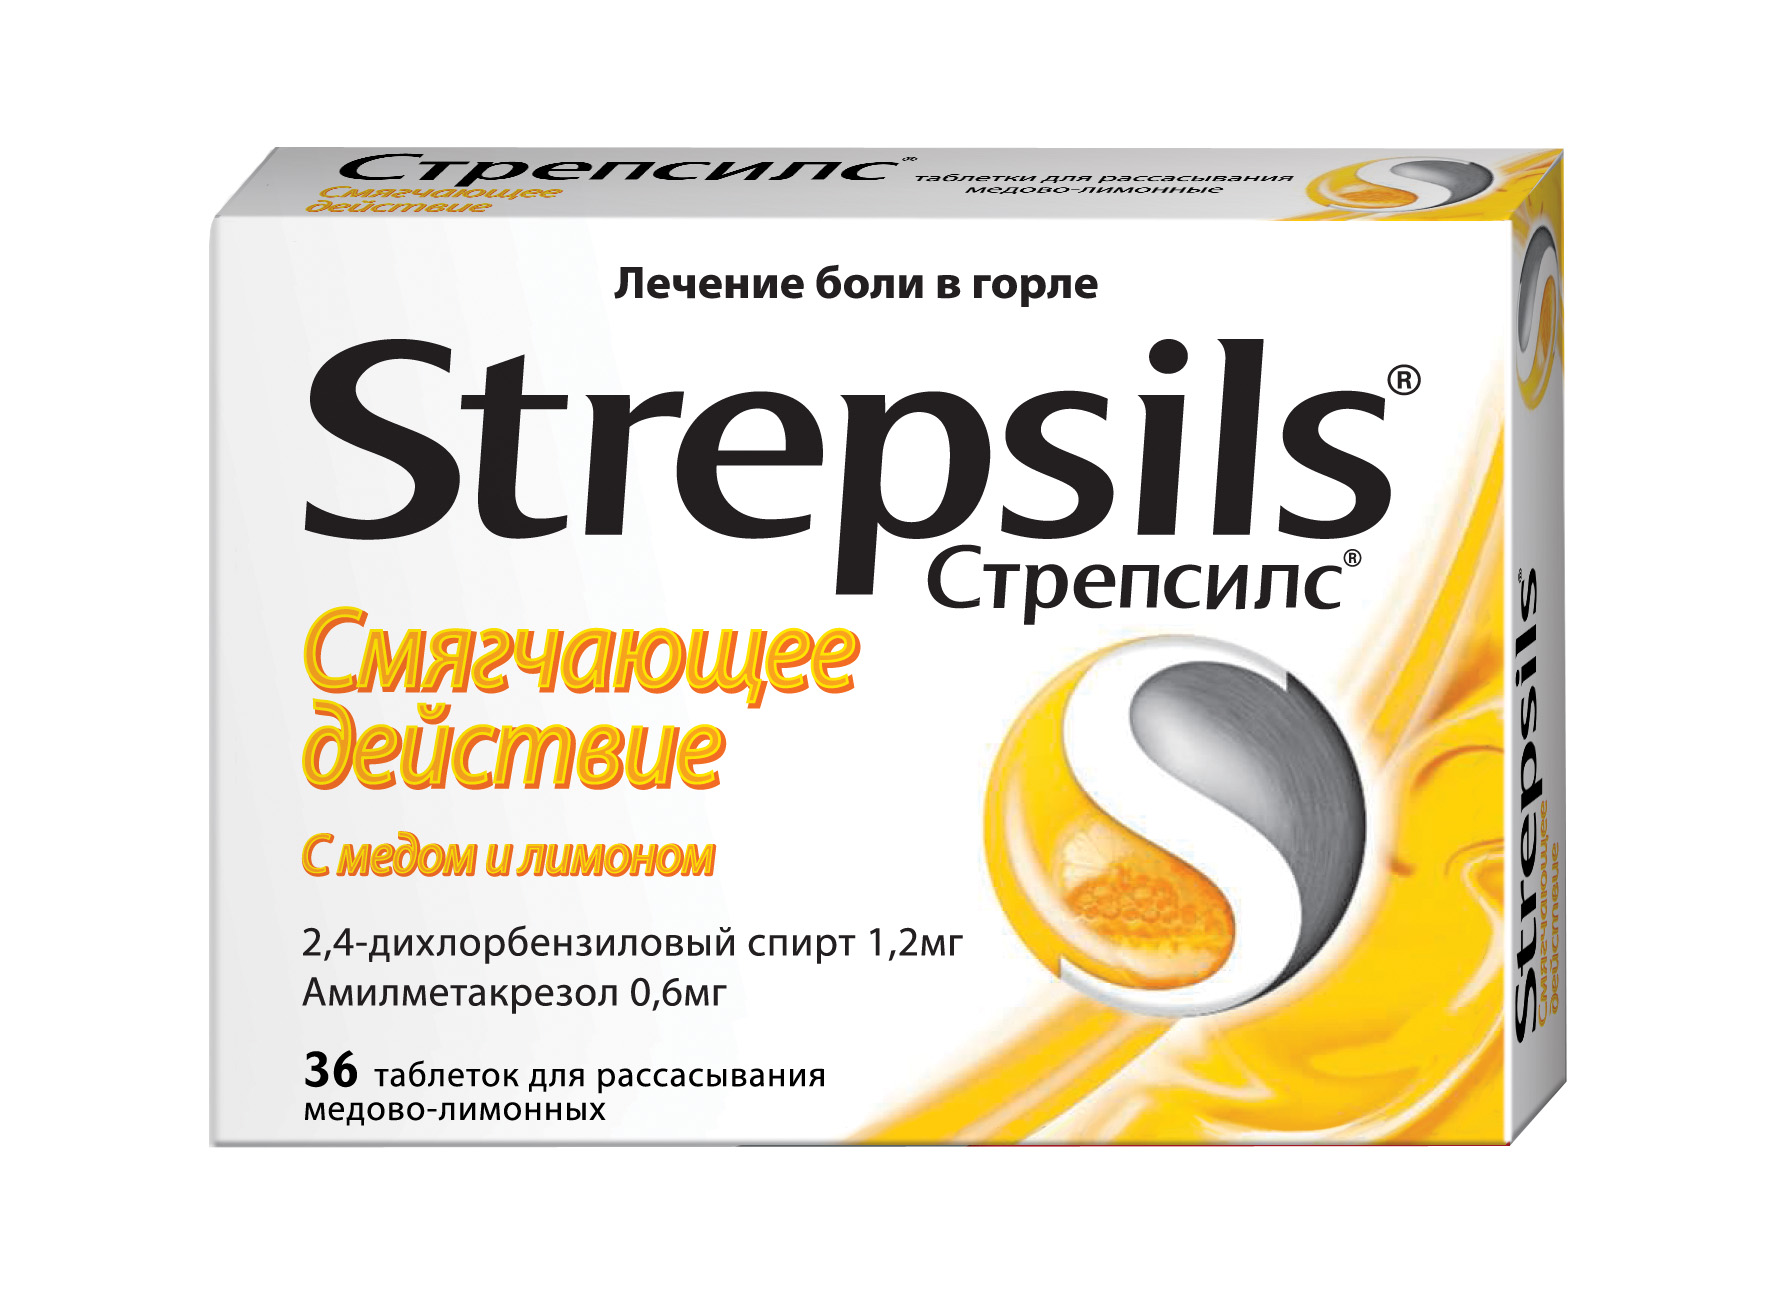 Стрепсилс®
таблетки для рассасывания
медово-лимонные
Смягчающее
действие
Лечение боли в горле
Strepsils®
Стрепсилс®
Смягчающее
действие
С медом и лимоном
2,4-дихлорбензиловый спирт 1,2мг
Амилметакрезол 0,6мг
36 таблеток для рассасывания
медово-лимонных
Strepsils®
Смягчающее
действие